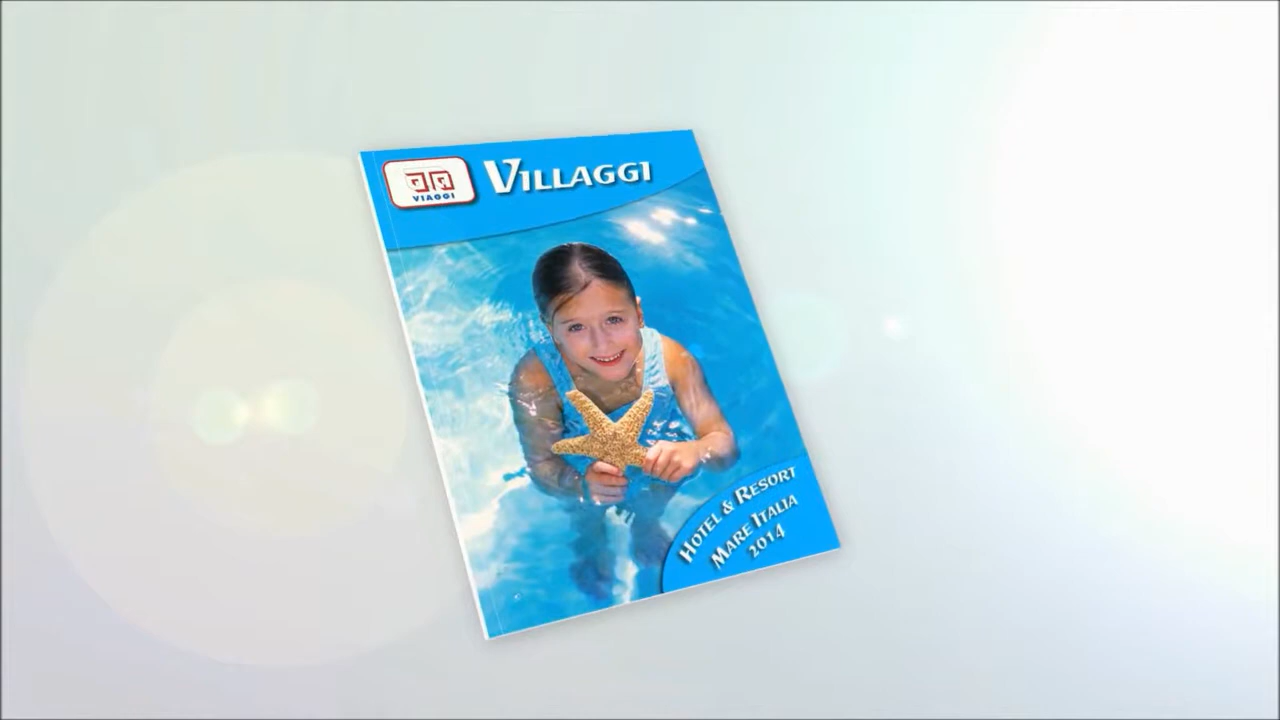 VILLAGGI
VIAGGI
HOTEL & RESORT
MARE ITALIA
2014